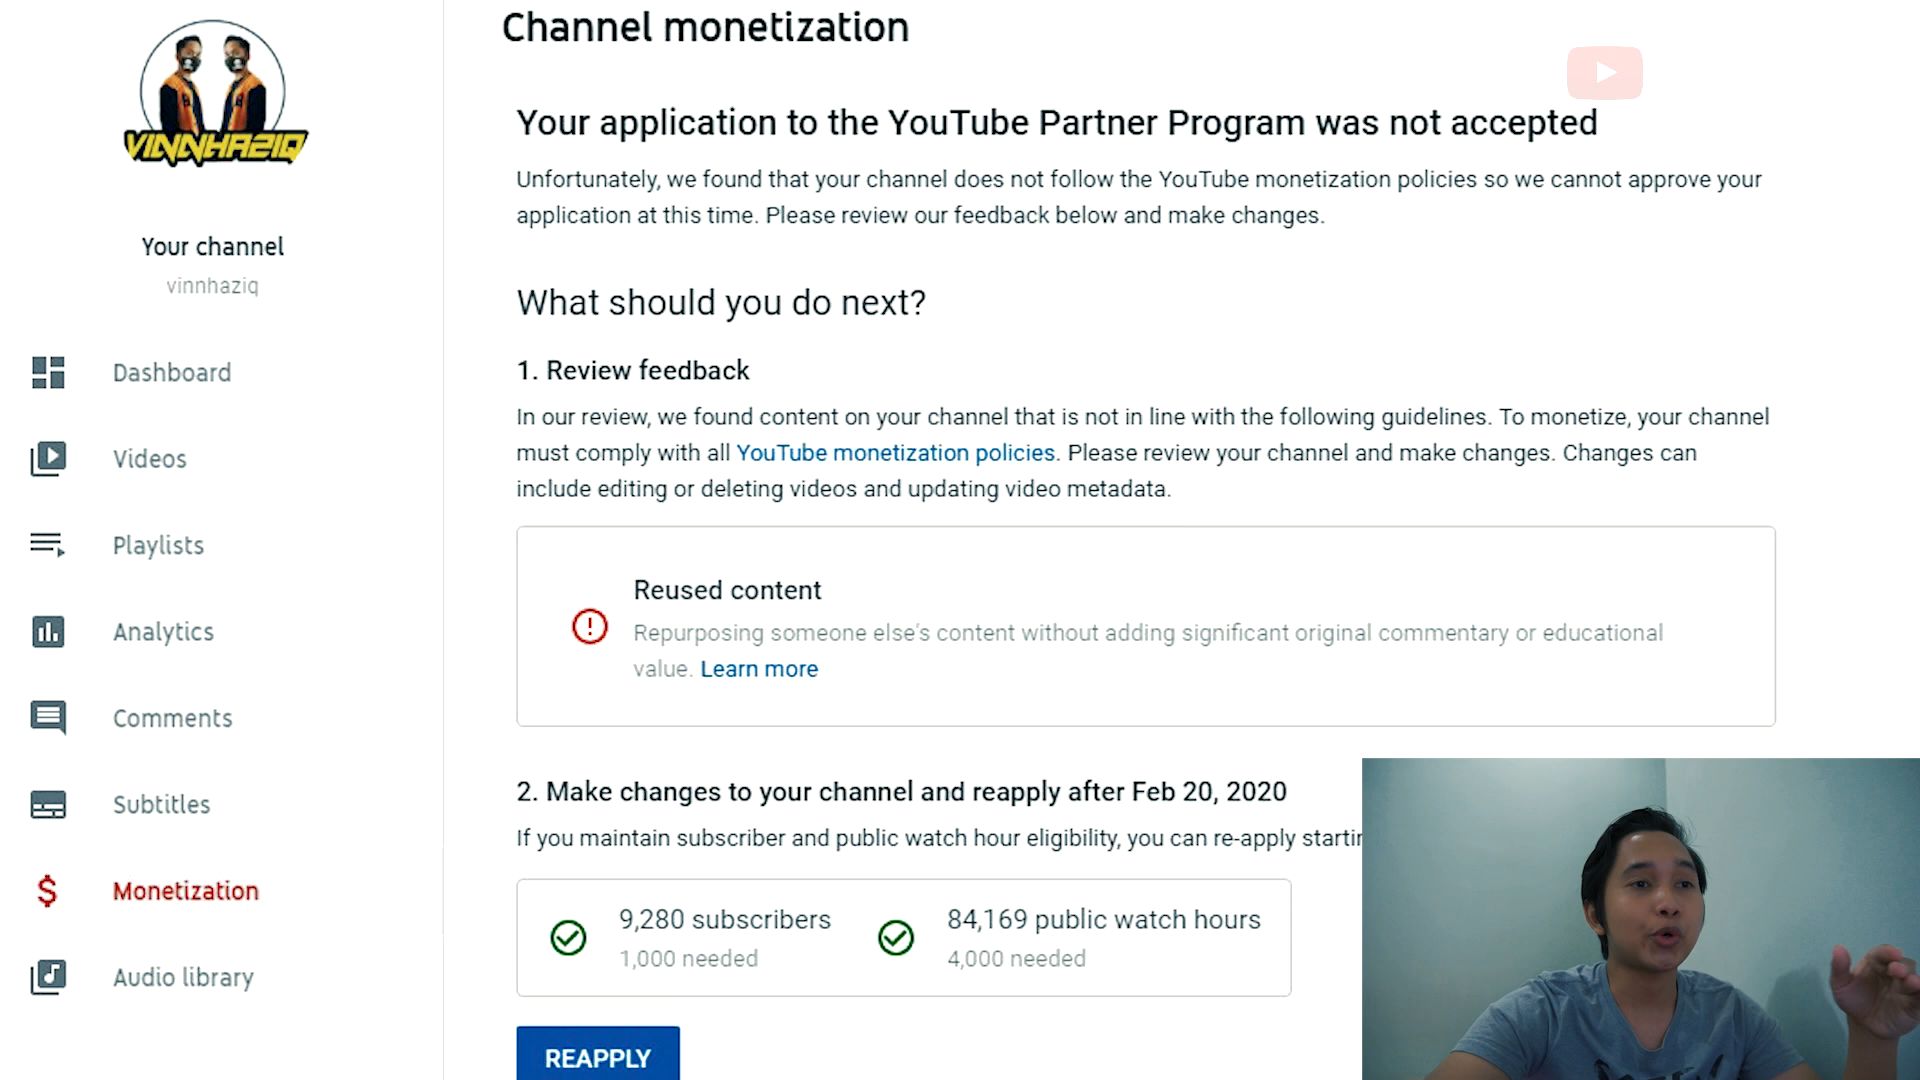 Channel monetization
VINNHAZIQ
Your channel
vinnhaziq
Dashboard
Videos
Playlists
Analytics
Comments
Subtitles
Monetization
Audio library
Your application to the YouTube Partner Program was not accepted
Unfortunately, we found that your channel does not follow the YouTube monetization policies so we cannot approve your
application at this time. Please review our feedback below and make changes.
What should you do next?
1. Review feedback
In our review, we found content on your channel that is not in line with the following guidelines. To monetize, your channel
must comply with all YouTube monetization policies. Please review your channel and make changes. Changes can
include editing or deleting videos and updating video metadata.
Reused content
Repurposing someone else's content without adding significant original commentary or educational
value. Learn more
2. Make changes to your channel and reapply after Feb 20, 2020
If you maintain subscriber and public watch hour eligibility, you can re-apply startin
9,280 subscribers
1,000 needed
84,169 public watch hours
4,000 needed
REAPPLY